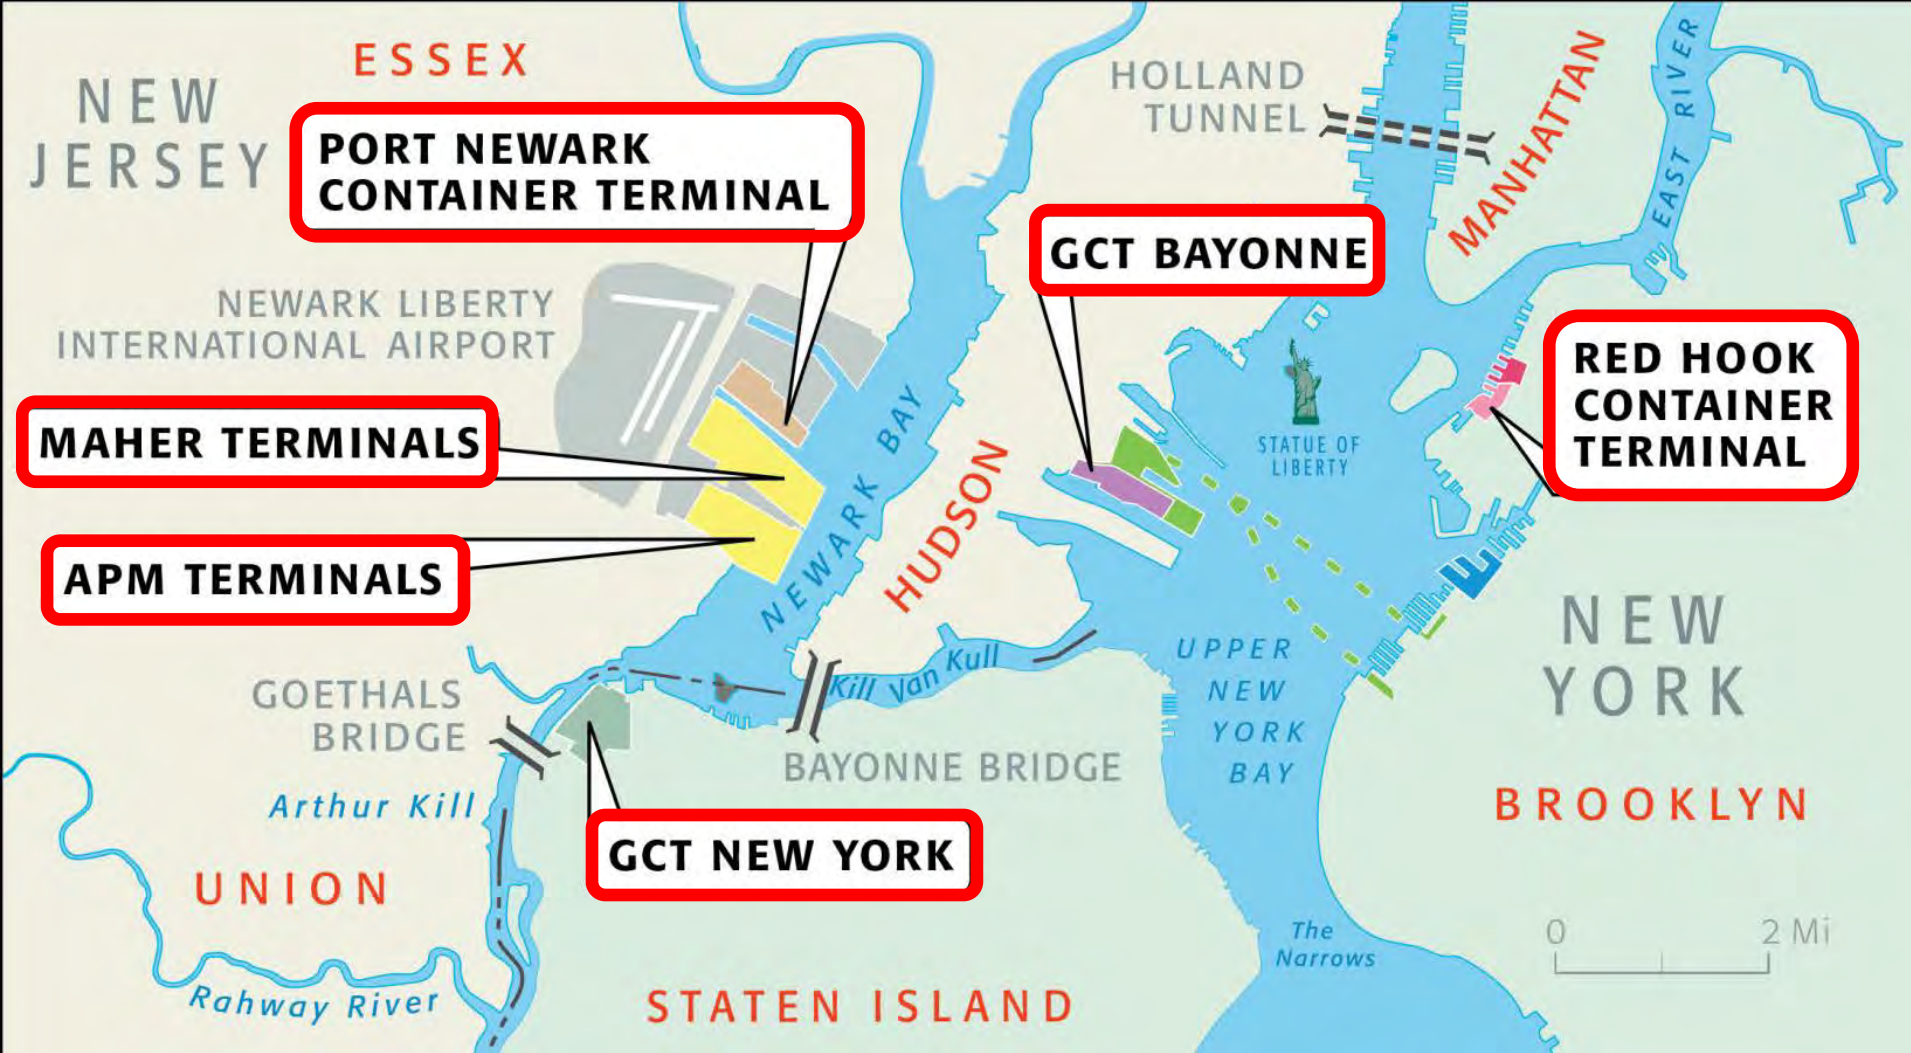 ESSEX
NEW
JERSEY
PORT NEWARK
CONTAINER TERMINAL
HOLLAND
TUNNEL
MANHATTAN
EAST RIVER
GCT BAYONNE
NEWARK LIBERTY
INTERNATIONAL AIRPORT
RED HOOK
CONTAINER
TERMINAL
MAHER TERMINALS
NEWARK BAY
HUDSON
STATUE OF
LIBERTY
APM TERMINALS
NEW
YORK
UPPER
NEW
YORK
BAY
Kill Van Kull
GOETHALS
BRIDGE
BAYONNE BRIDGE
Arthur Kill
BROOKLYN
GCT NEW YORK
UNION
The
Narrows
0 2 Mi
Rahway River
STATEN ISLAND